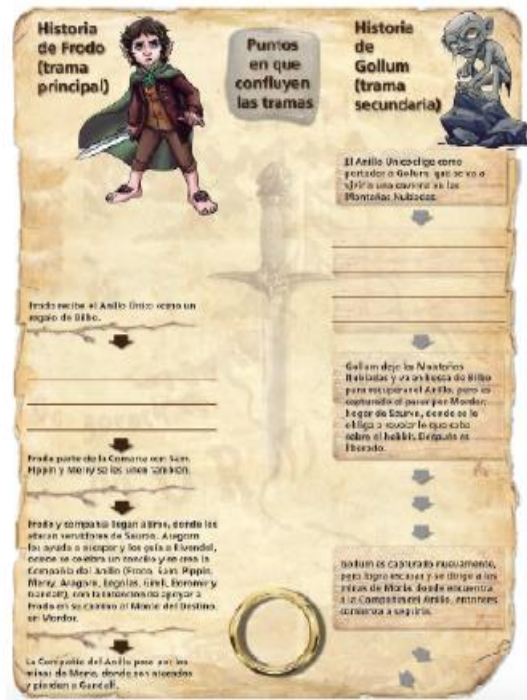 Historia
de Frodo
(trama
principal)
Puntos
en que
confluyen
las tramas
Historia
de
Gollum
(trama
secundaria)
El Anillo Único elige como
portador a Gollum, que se va a
vivir a una caverna en las
Montañas Nubladas.
Frodo recibe el Anillo Único como un
regalo de Bilbo.
Gollum deja las Montañas
Nubladas y va en busca de Bilbo
para recuperar el Anillo, pero es
capturado al pasar por Mordor,
hogar de Sauron, donde se le
obliga a revelar lo que sabe
sobre el hobbit. Después es
liberado.
Frodo parte de la Comarca con Sam.
Pippin y Merry se les unen también.
Frodo y compañía llegan a Bree, donde los
atacan servidores de Sauron. Aragorn
los ayuda a escapar y los guía a Rivendel,
donde se celebra un concilio y se crea la
Compañía del Anillo (Frodo, Sam, Pippin,
Merry, Aragorn, Legolas, Gimli, Boromir y
Gandalf), con la intención de apoyar a
Frodo en su camino al Monte del Destino,
en Mordor.
Gollum es capturado nuevamente,
pero logra escapar y se dirige a las
minas de Moria, donde encuentra
a la Compañía del Anillo, entonces
comienza a seguirla.
La Compañía del Anillo pasa por las
minas de Moria, donde son atacados
y pierden a Gandalf.